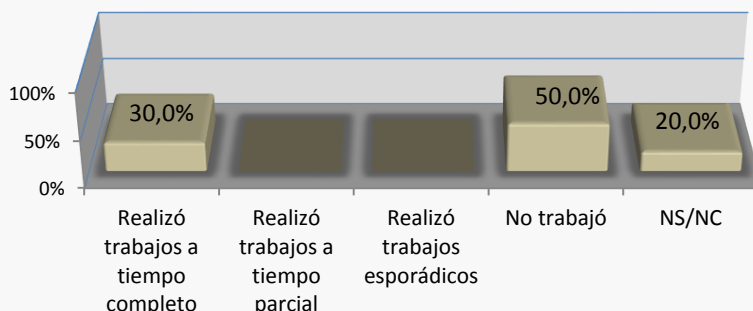 100%
50%
0%
30,0%
50,0%
20,0%
Realizó
trabajos a
tiempo
completo
Realizó
trabajos a
tiempo
parcial
Realizó
trabajos
esporádicos
No trabajó
NS/NC